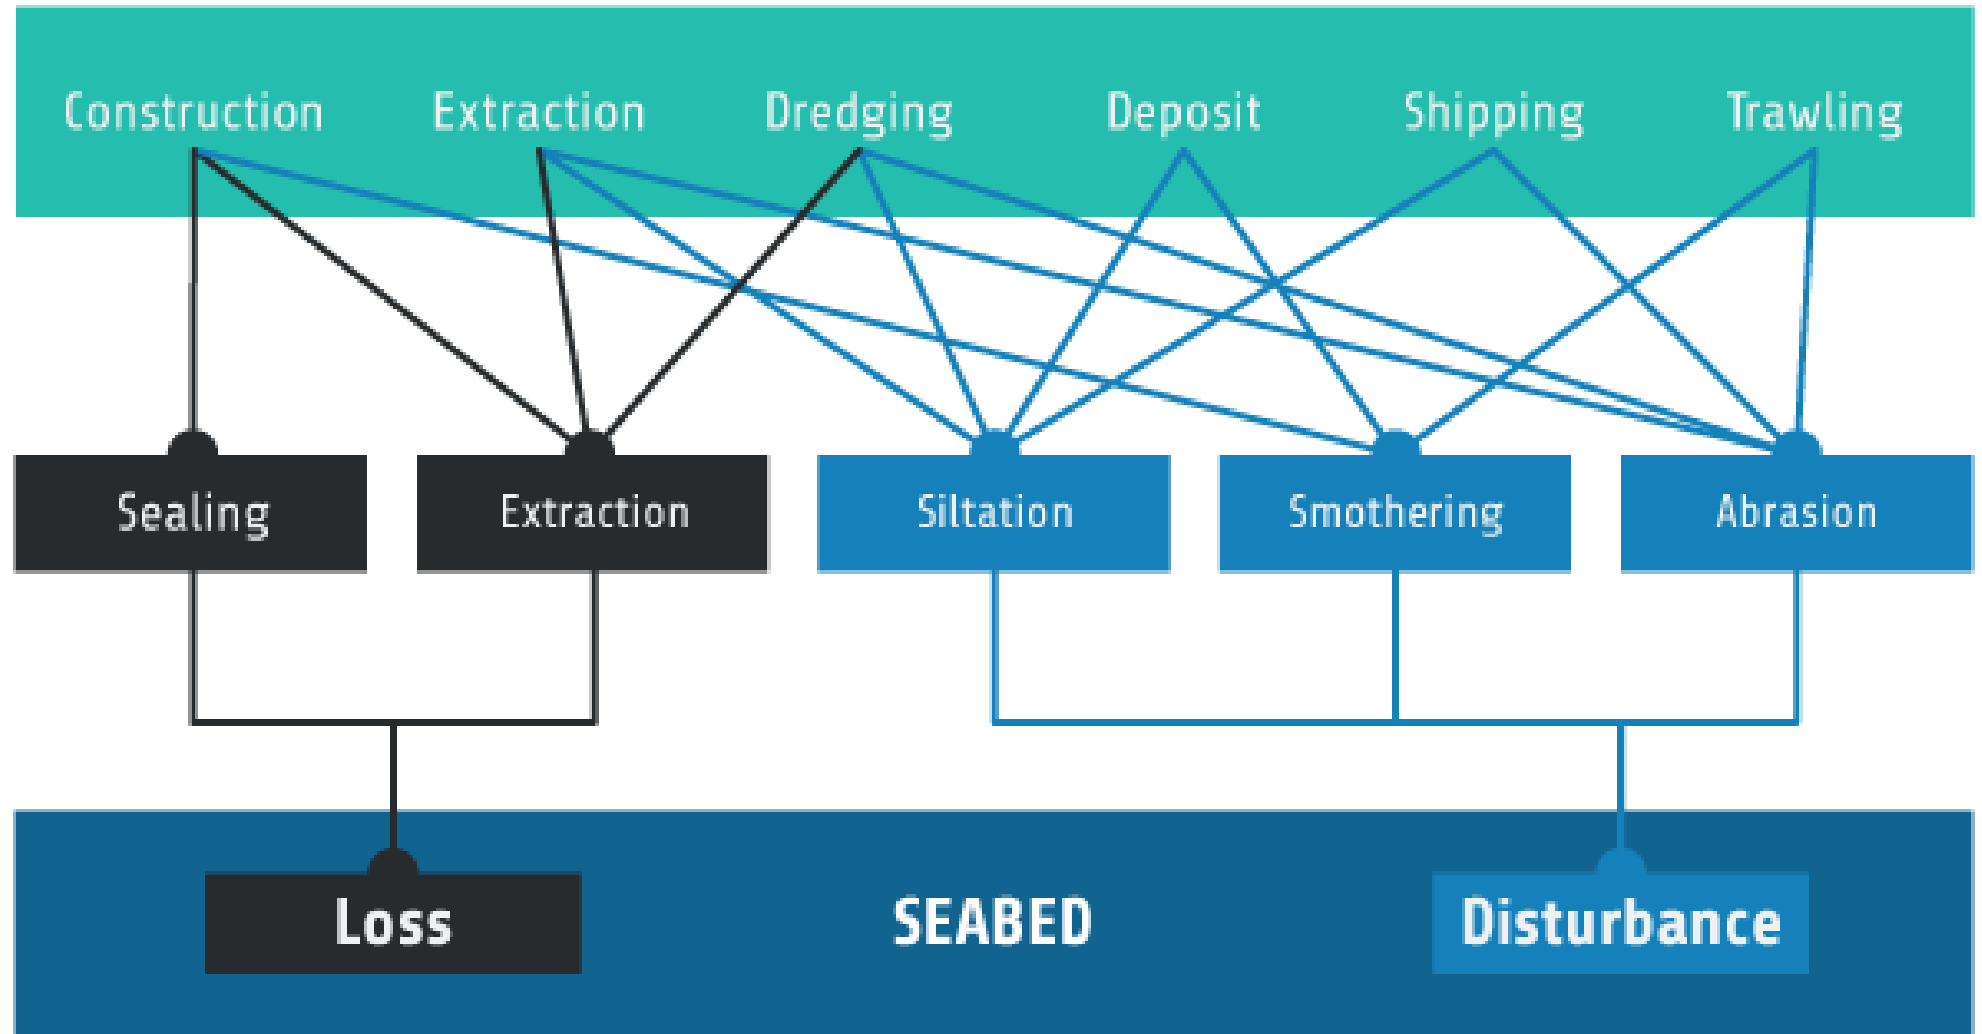 Construction Extraction Dredging Deposit Shipping Trawling
Sealing Extraction Siltation Smothering Abrasion
Loss SEABED Disturbance